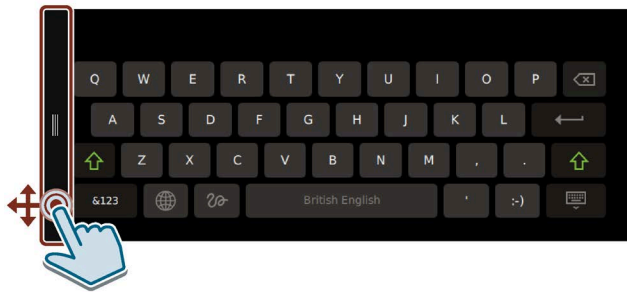 Q W E R T Y U I O P
A S D F G H J K L
Z X C V B N M , .
&123 British English ' :-)